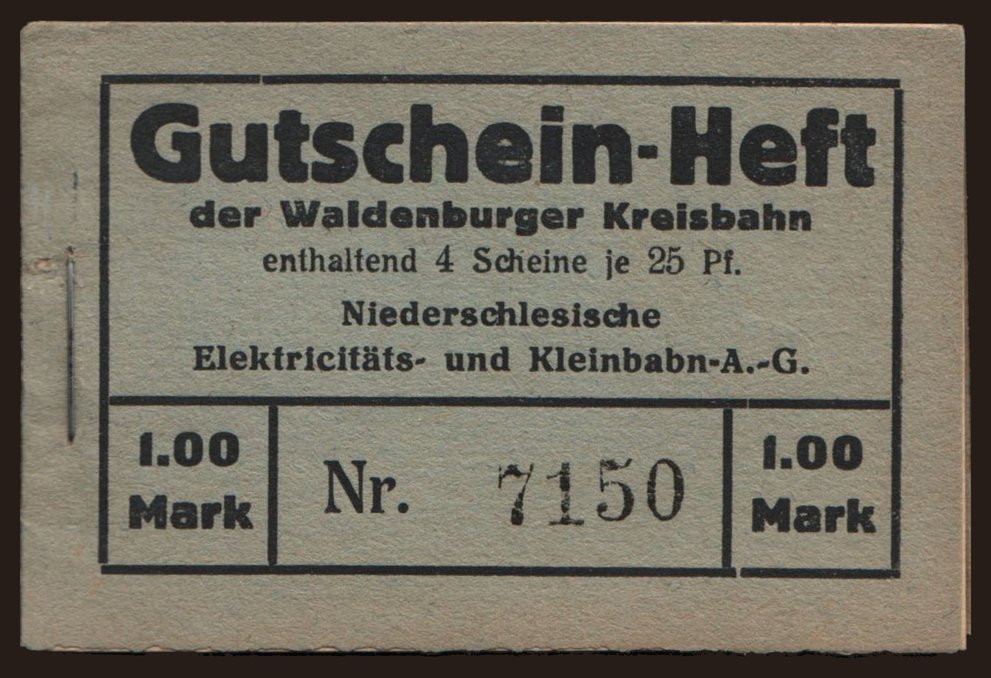 Gutschein-Heft
der Waldenburger Kreisbahn
enthaltend 4 Scheine je 25 Pf.
Niederschlesische
Elektricitäts- und Kleinbabn-A.-G.
1.00 Mark
Nr. 7150
1.00 Mark